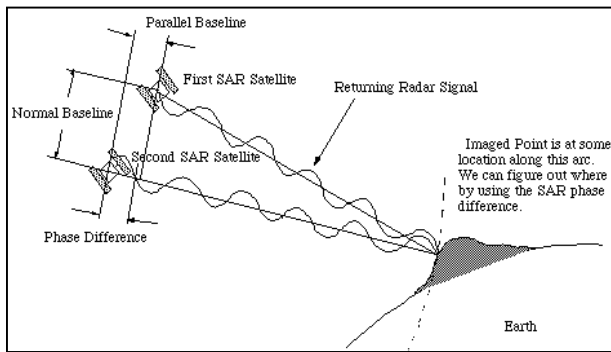 Parallel Baseline
First SAR Satellite
Returning Radar Signal
Normal Baseline
Second SAR Satellite
Imaged Point is at some
location along this arc.
We can figure out where
by using the SAR phase
difference.
Phase Difference
Earth